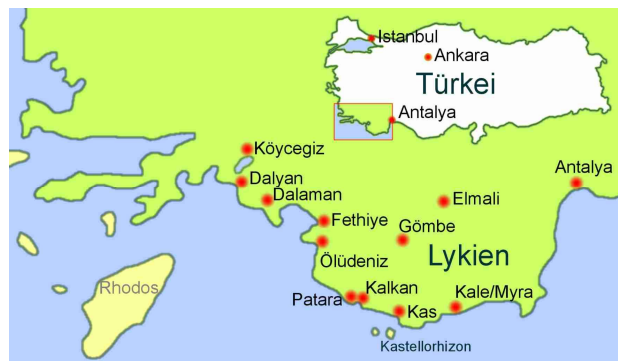 Istanbul
Ankara
Türkei
Antalya
Köycegiz
Antalya
Dalyan
Dalaman
Elmali
Fethiye
Gömbe
Ölüdeniz
Lykien
Rhodos
Patara
Kalkan
Kale/Myra
Kas
Kastellorhizon